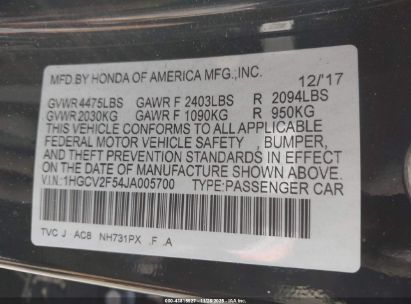 MFD.BY HONDA OF AMERICA MFG.,INC. 12/'17
GVWR 4475LBS GAWR F 2403LBS R 2094LBS
GVWR 2030KG GAWR F 1090KG R 950KG
THIS VEHICLE CONFORMS TO ALL APPLICABLE
FEDERAL MOTOR VEHICLE SAFETY , BUMPER,
AND THEFT PREVENTION STANDARDS IN EFFECT
ON THE DATE OF MANUFACTURE SHOWN ABOVE.
V.I.N:1HGCV2F54JA005700 TYPE:PASSENGER CAR
TVC J AC8 NH731PX .F .A